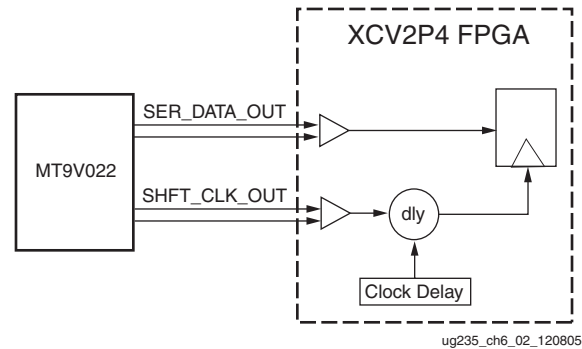 XCV2P4 FPGA
SER_DATA_OUT
MT9V022
SHFT_CLK_OUT
dly
Clock Delay
ug235_ch6_02_120805